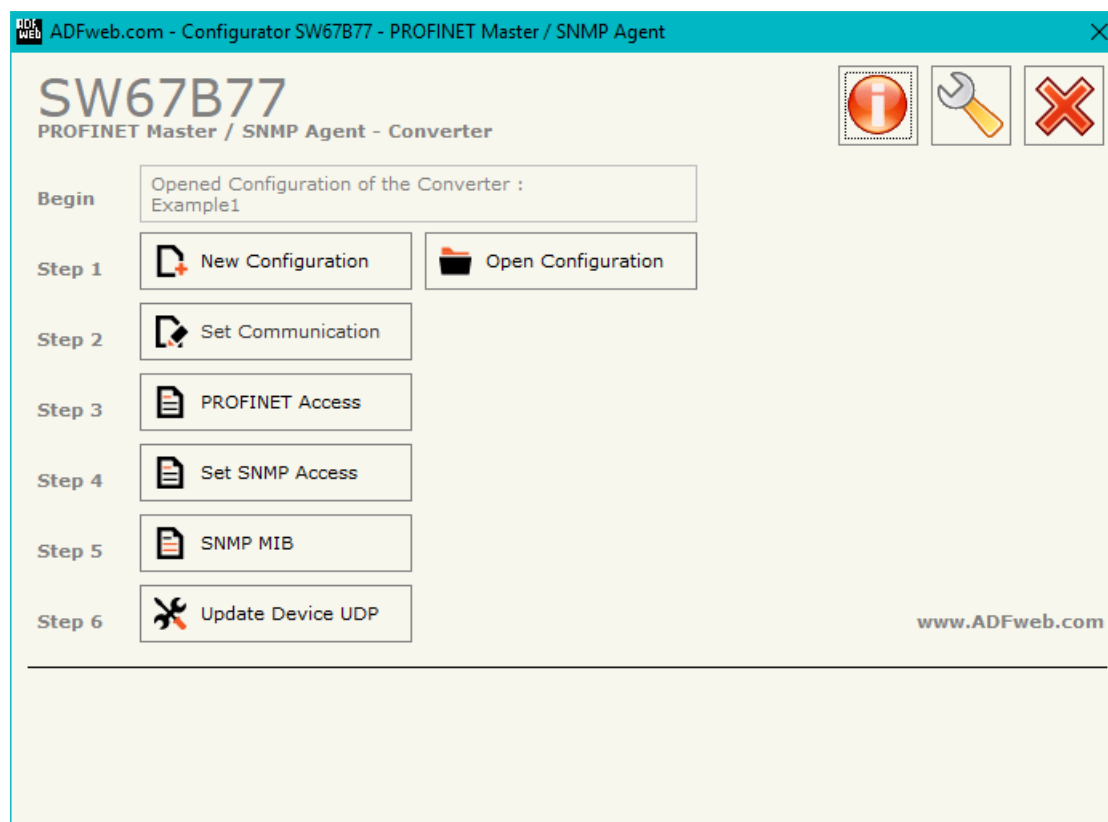 ADF
WEB
ADFweb.com - Configurator SW67B77 - PROFINET Master / SNMP Agent
SW67B77
PROFINET Master / SNMP Agent - Converter
Begin
Opened Configuration of the Converter :
Example1
Step 1
New Configuration
Open Configuration
Step 2
Set Communication
Step 3
PROFINET Access
Step 4
Set SNMP Access
Step 5
SNMP MIB
Step 6
Update Device UDP
www.ADFweb.com